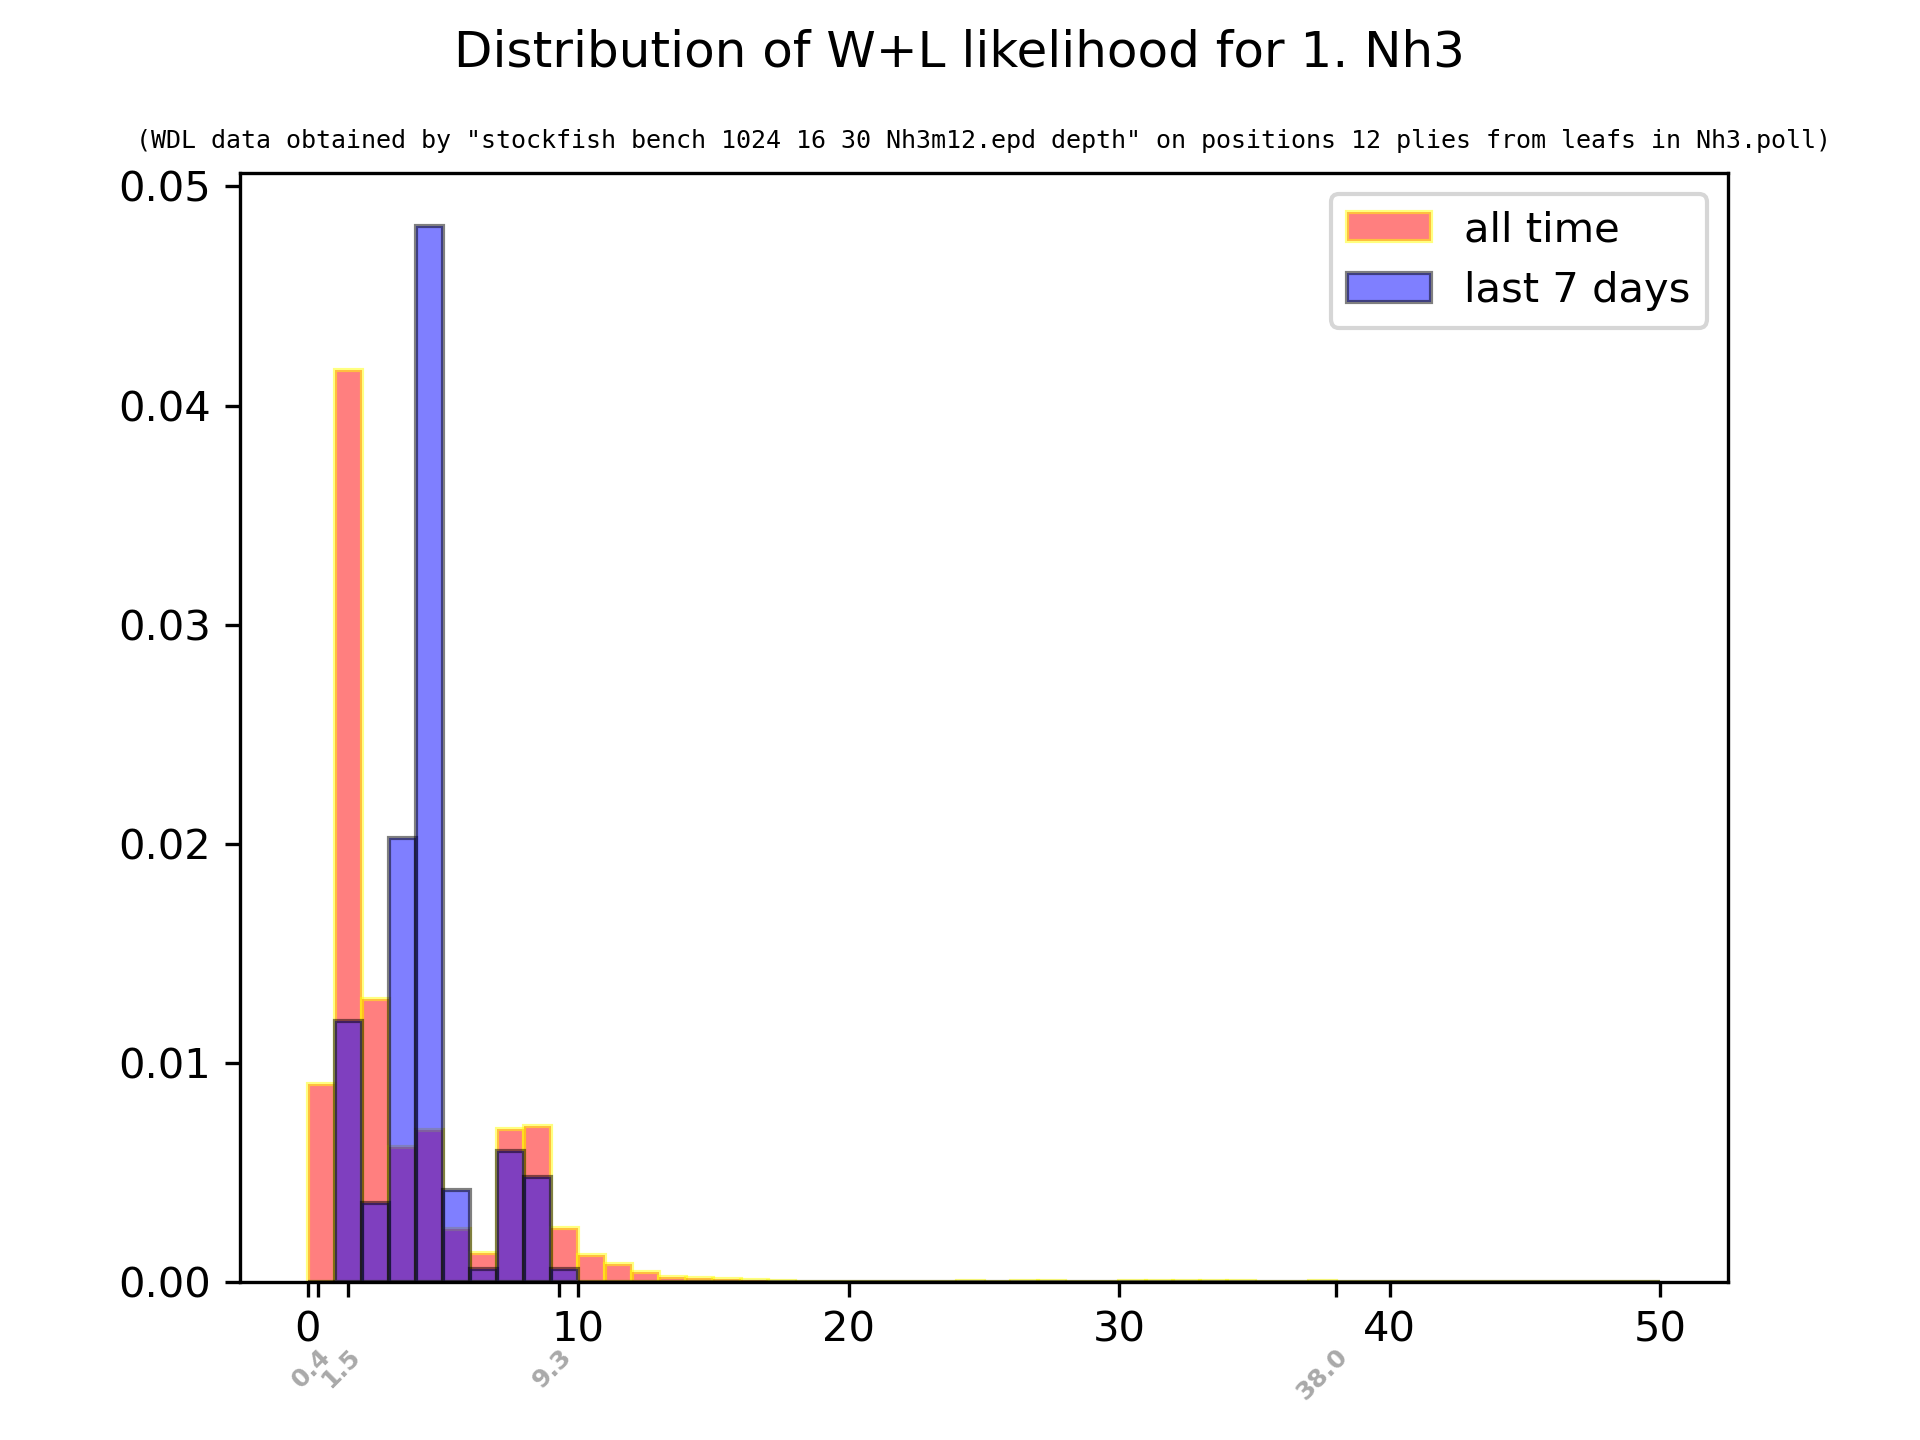 Distribution of W+L likelihood for 1. Nh3
(WDL data obtained by "stockfish bench 1024 16 30 Nh3m12.epd depth" on positions 12 plies from leafs in Nh3.poll)
all time
last 7 days
0.05
0.04
0.03
0.02
0.01
0.00
0 10 20 30 40 50
0.4 1.5 9.3 38.0